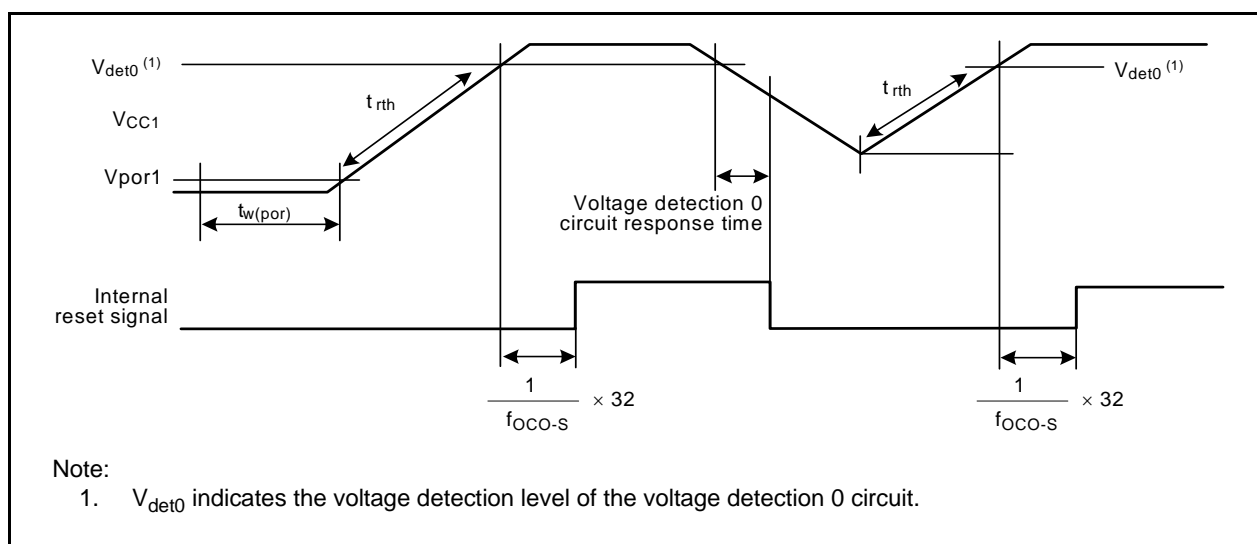 Vdet0 (1)
VCC1
Vpor1
trth
tw(por)
Voltage detection 0
circuit response time
trth
Vdet0 (1)
Internal
reset signal
1
fOCO-S
× 32
1
fOCO-S
× 32
Note:
1. Vdet0 indicates the voltage detection level of the voltage detection 0 circuit.